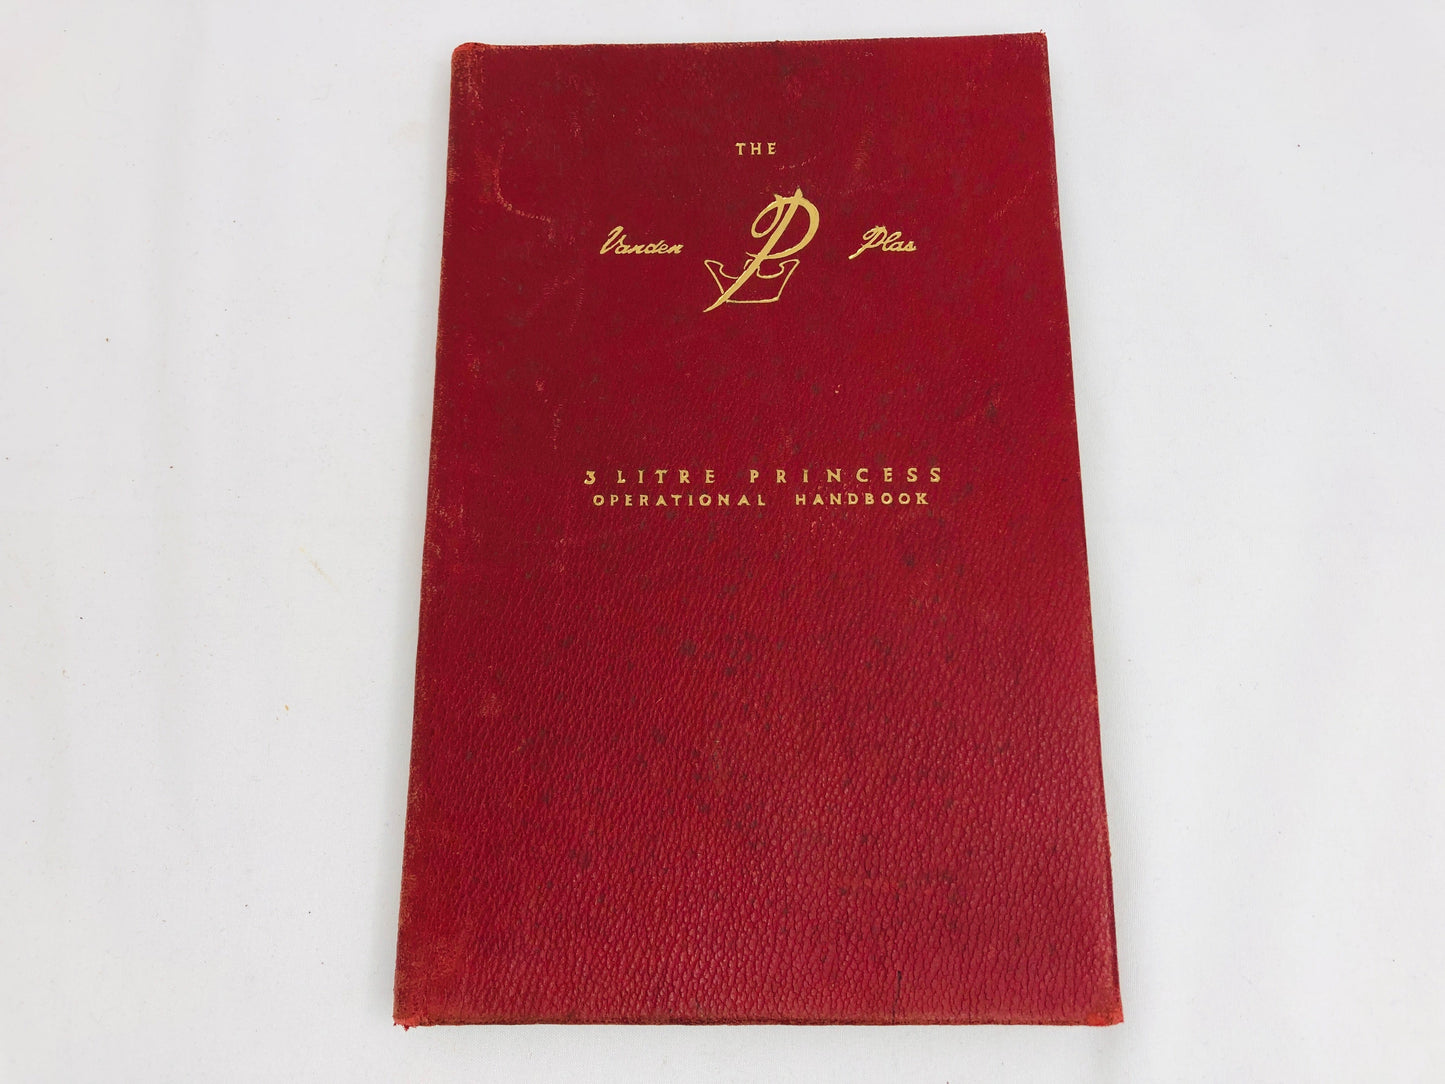 THE
Vanden P Plas
3 LITRE PRINCESS
OPERATIONAL HANDBOOK